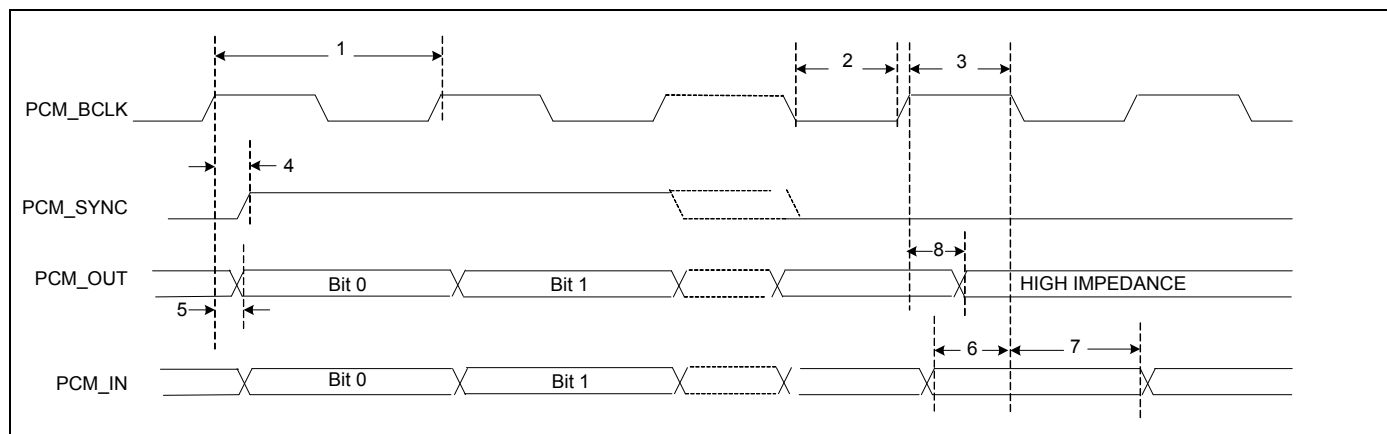 1
2
3
PCM_BCLK
4
PCM_SYNC
8
PCM_OUT
Bit 0
Bit 1
HIGH IMPEDANCE
5
6
7
PCM_IN
Bit 0
Bit 1